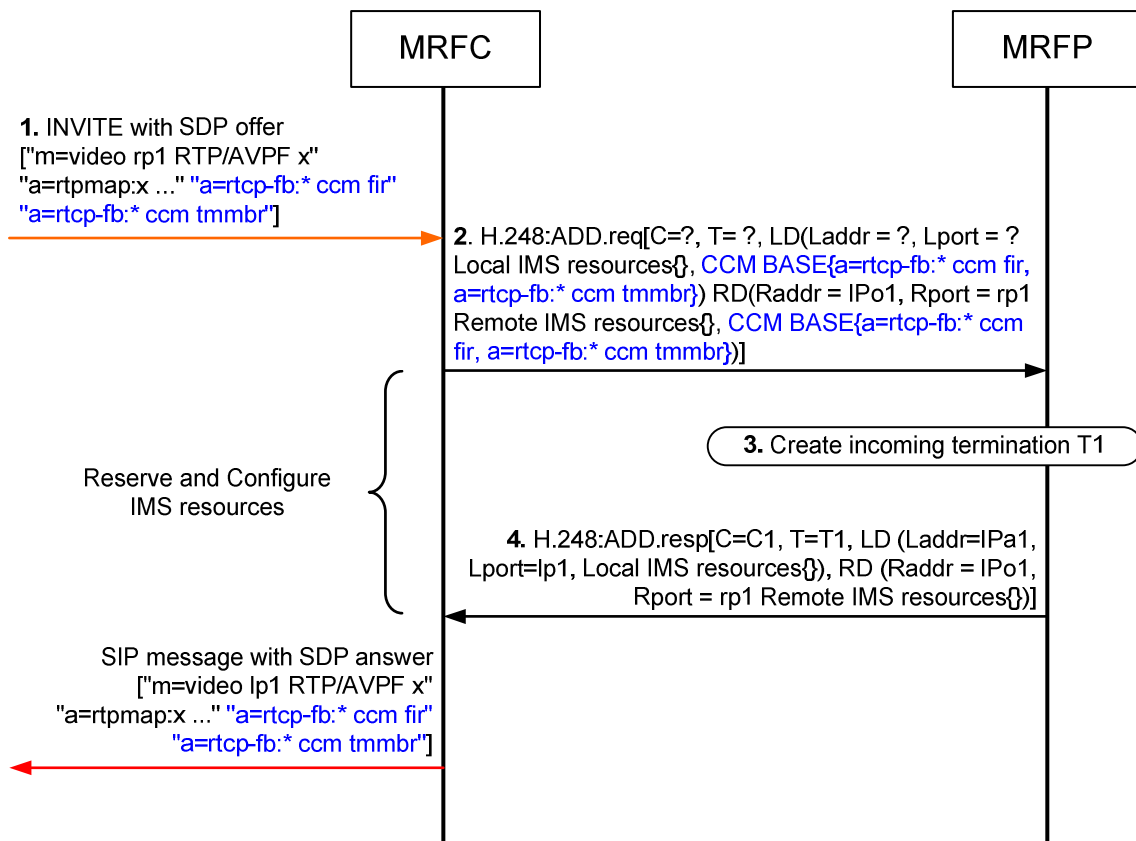 MRFC
MRFP
1. INVITE with SDP offer
["m=video rp1 RTP/AVPF x"
"a=rtpmap:x ..." "a=rtcp-fb:* ccm fir"
"a=rtcp-fb:* ccm tmmbr"]
2. H.248:ADD.req[C=?, T= ?, LD(Laddr = ?, Lport = ?
Local IMS resources{}, CCM BASE{a=rtcp-fb:* ccm fir,
a=rtcp-fb:* ccm tmmbr}) RD(Raddr = IPo1, Rport = rp1
Remote IMS resources{}, CCM BASE{a=rtcp-fb:* ccm
fir, a=rtcp-fb:* ccm tmmbr})]
3. Create incoming termination T1
Reserve and Configure
IMS resources
4. H.248:ADD.resp[C=C1, T=T1, LD (Laddr=IPa1,
Lport=lp1, Local IMS resources{}), RD (Raddr = IPo1,
Rport = rp1 Remote IMS resources{})]
SIP message with SDP answer
["m=video lp1 RTP/AVPF x"
"a=rtpmap:x ..." "a=rtcp-fb:* ccm fir"
"a=rtcp-fb:* ccm tmmbr"]